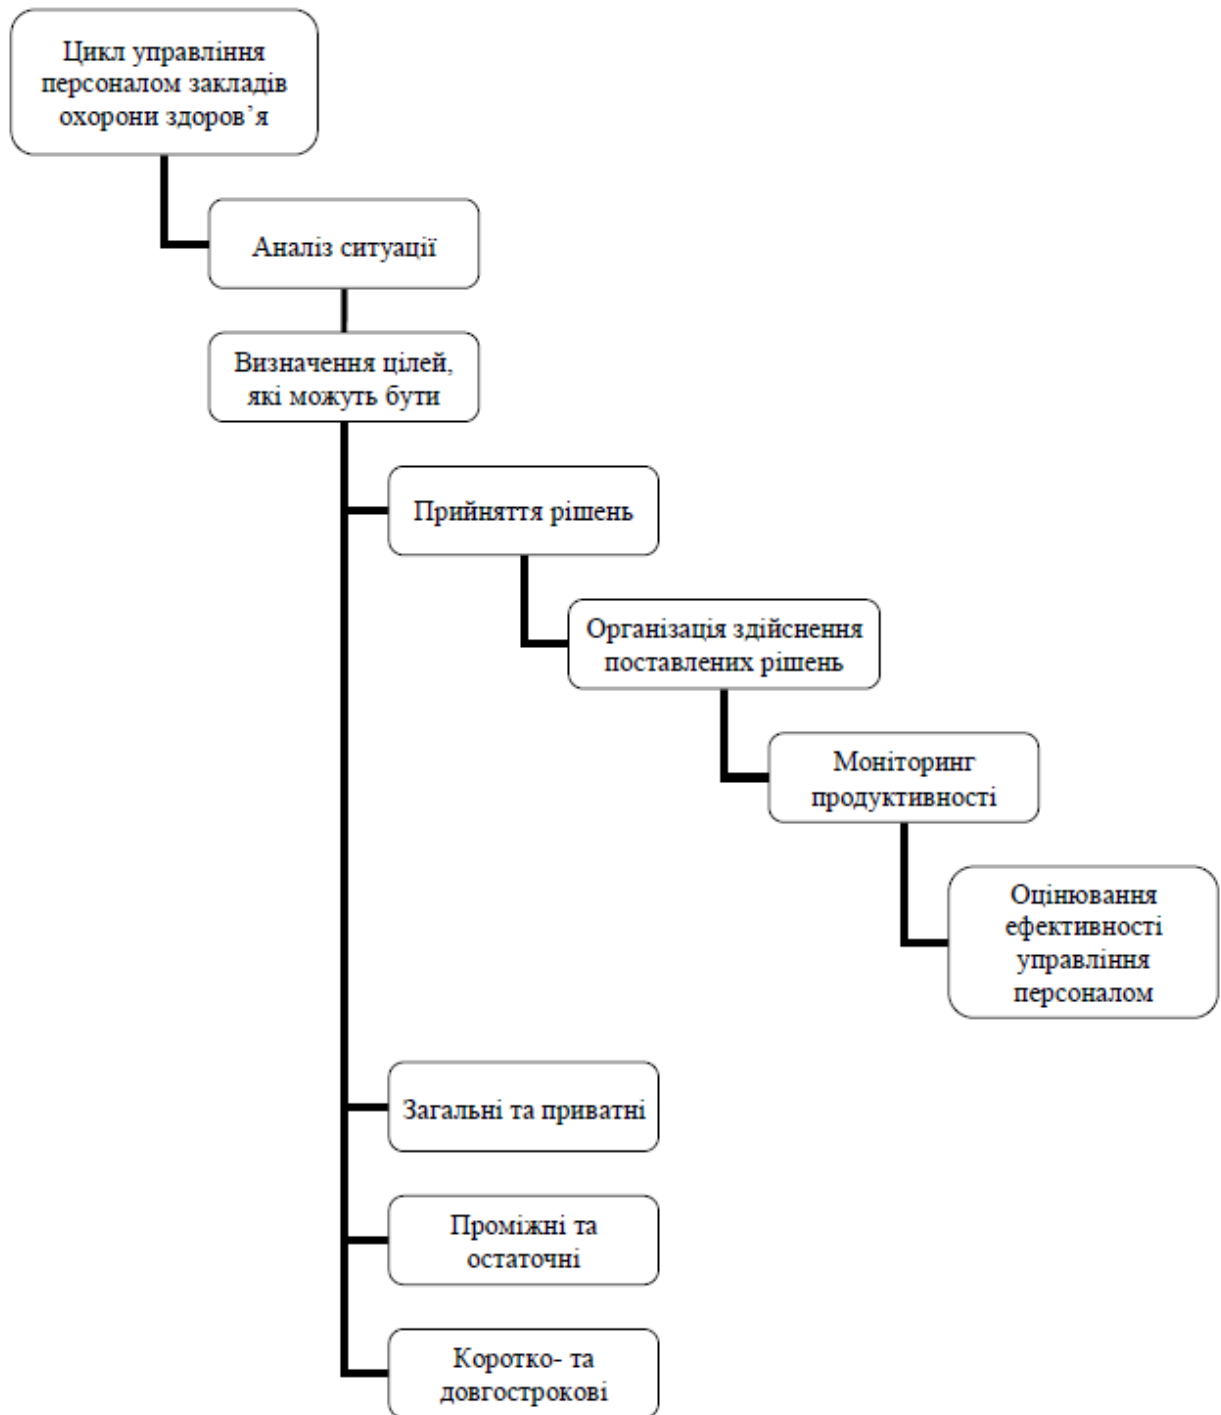 Цикл управління
персоналом закладів
охорони здоров’я
Аналіз ситуації
Визначення цілей,
які можуть бути
Прийняття рішень
Організація здійснення
поставлених рішень
Моніторинг
продуктивності
Оцінювання
ефективності
управління
персоналом
Загальні та приватні
Проміжні та
остаточні
Коротко- та
довгострокові